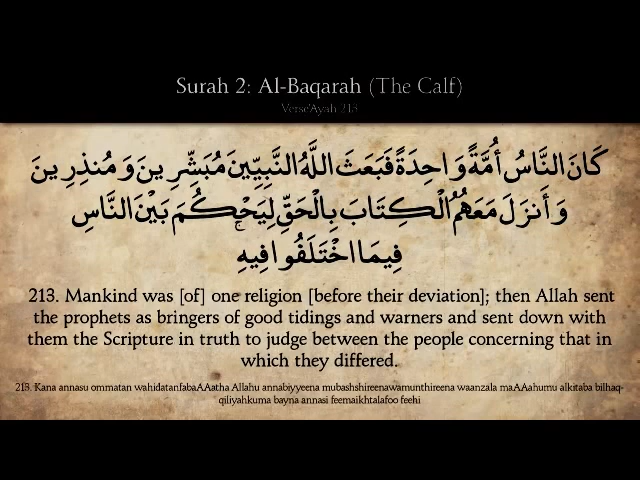 Surah 2: Al-Baqarah (The Calf)
Verse/Ayah 213
كَانَ النَّاسُ أُمَّةً وَاحِدَةً فَبَعَثَ اللَّهُ النَّبِيِّينَ مُبَشِّرِينَ وَمُنذِرِينَ
وَأَنزَلَ مَعَهُمُ الْكِتَابَ بِالْحَقِّ لِيَحْكُمَ بَيْنَ النَّاسِ
فِيمَا اخْتَلَفُوا فِيهِ ۚ
213. Mankind was [of] one religion [before their deviation]; then Allah sent
the prophets as bringers of good tidings and warners and sent down with
them the Scripture in truth to judge between the people concerning that in
which they differed.
213. Kana annasu ommatan wahidatanfabaAAatha Allahu annabiyyeena mubashshireenawamunthireena waanzala maAAahumu alkitaba bilhaq-
qiliyahkuma bayna annasi feemaikhtalafoo feehi